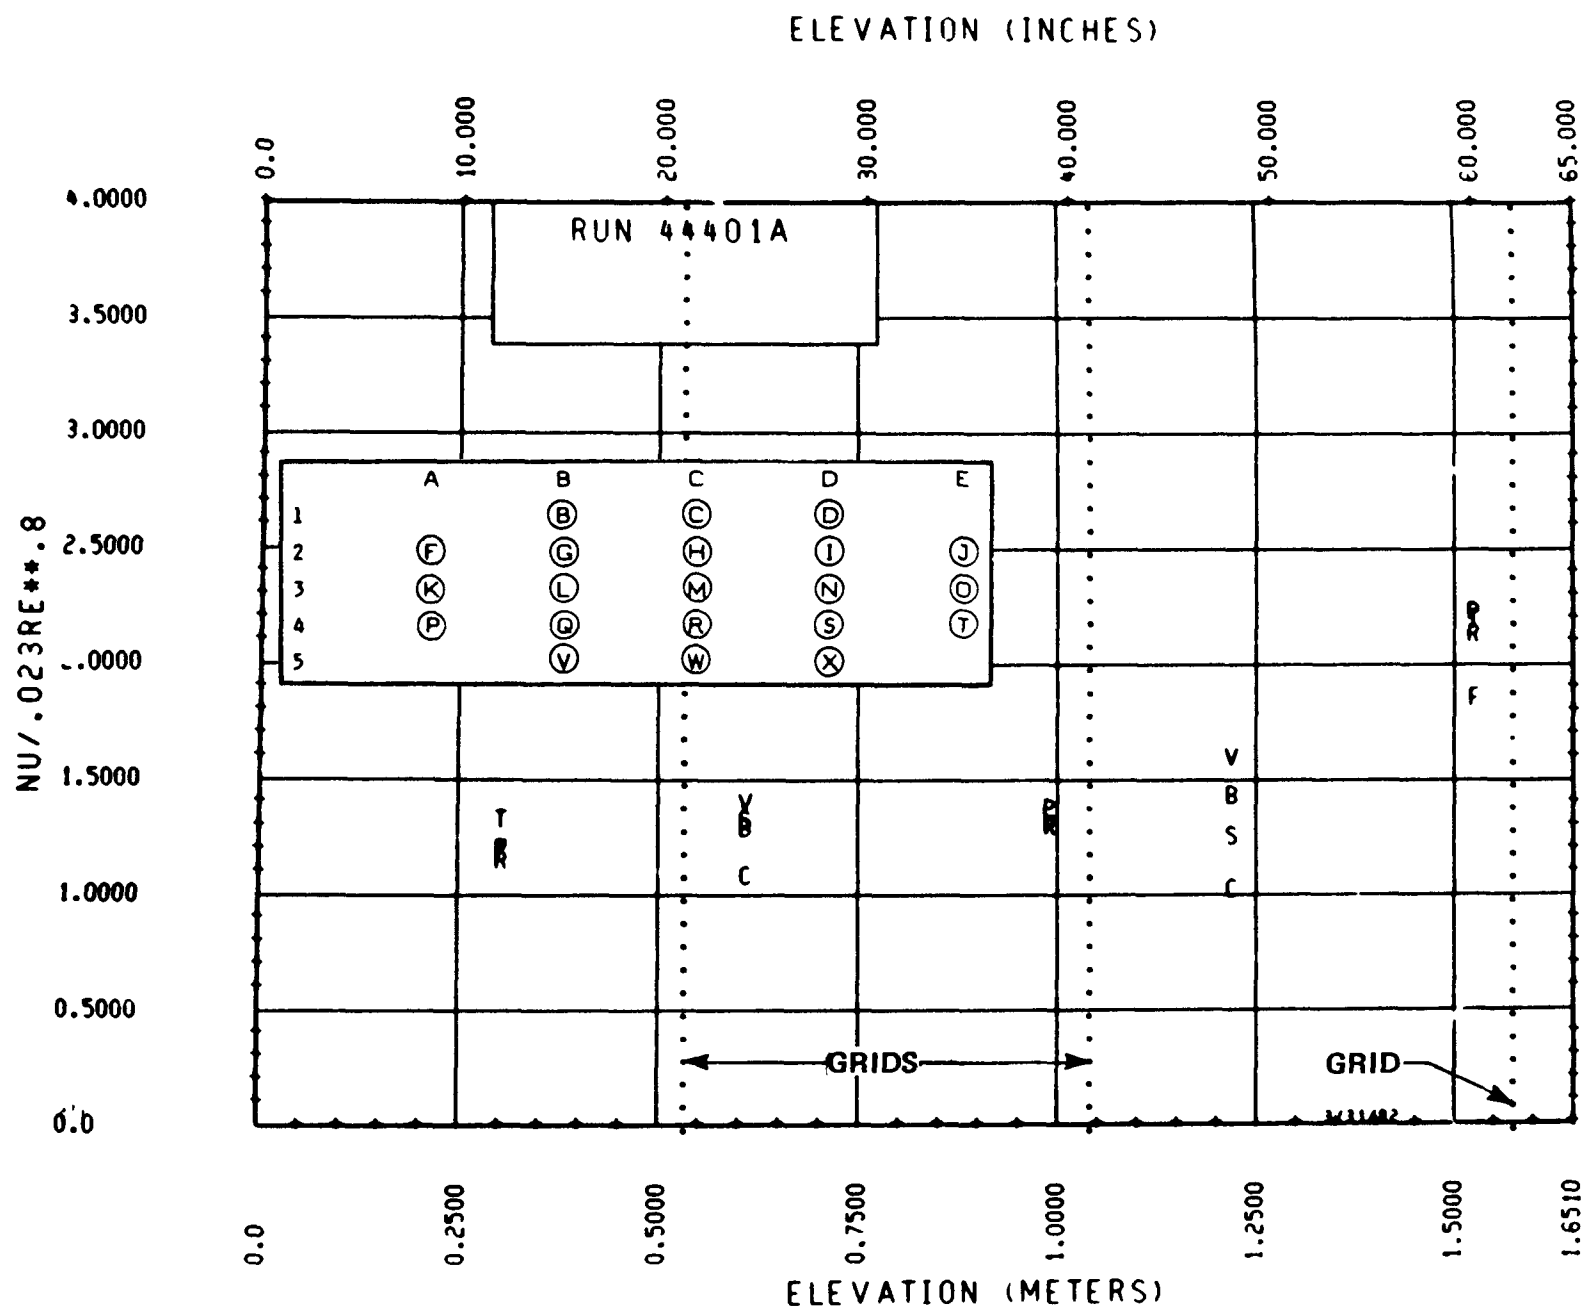 ELEVATION (INCHES)
0.0 10.000 20.000 30.000 40.000 50.000 60.000 65.000
4.0000
RUN 44401A
3.5000
3.0000
A B C D E
1 B C D
2.5000
2 F G H I J
3 K L M N O
4 P Q R S T
.0000
5 V W X
NU/.023RE**.8
R
F
V
1.5000
B
V
T
B
S
R
C
C
1.0000
0.5000
GRIDS
GRID
0.0
0.0 0.2500 0.5000 0.7500 1.0000 1.2500 1.5000 1.6510
ELEVATION (METERS)